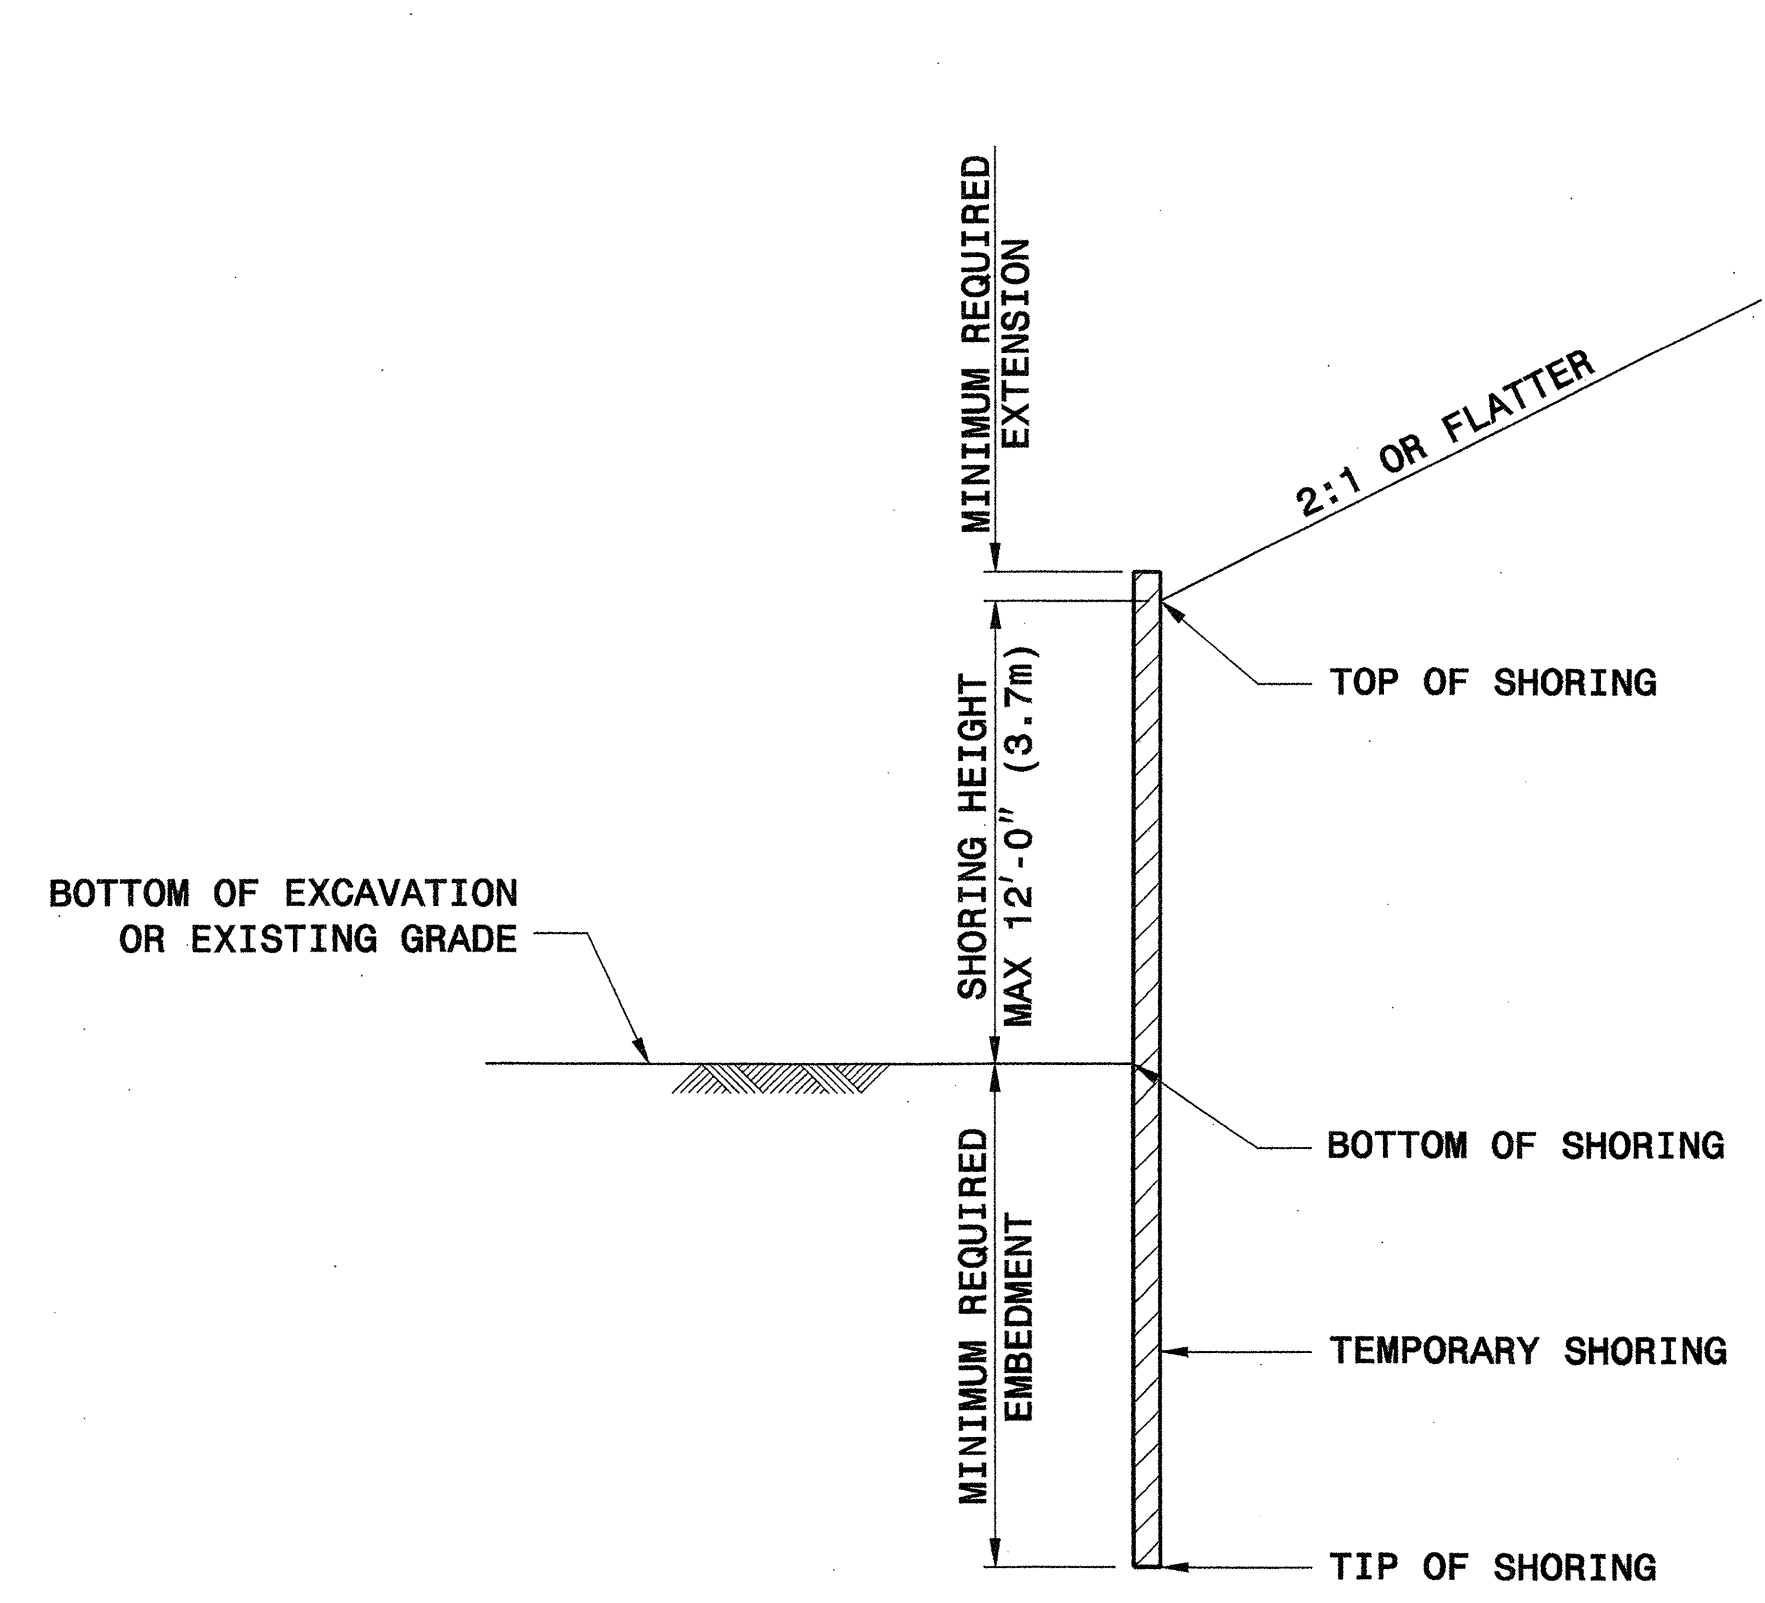 MINIMUM REQUIRED
EXTENSION
2:1 OR FLATTER
TOP OF SHORING
SHORING HEIGHT
MAX 12'-0" (3.7m)
BOTTOM OF EXCAVATION
OR EXISTING GRADE
BOTTOM OF SHORING
MINIMUM REQUIRED
EMBEDMENT
TEMPORARY SHORING
TIP OF SHORING